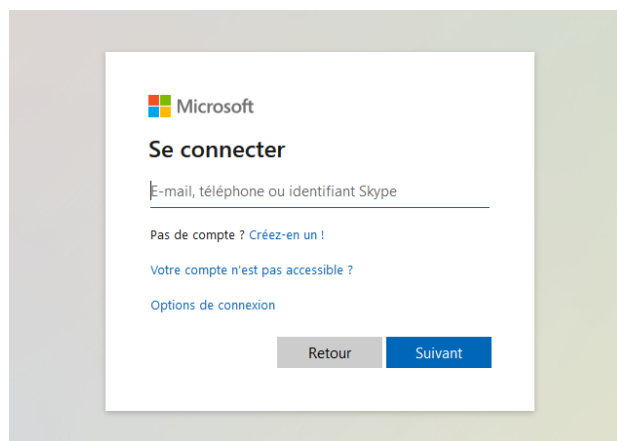 Microsoft
Se connecter
E-mail, téléphone ou identifiant Skype
Pas de compte ? Créez-en un !
Votre compte n'est pas accessible ?
Options de connexion
Retour
Suivant